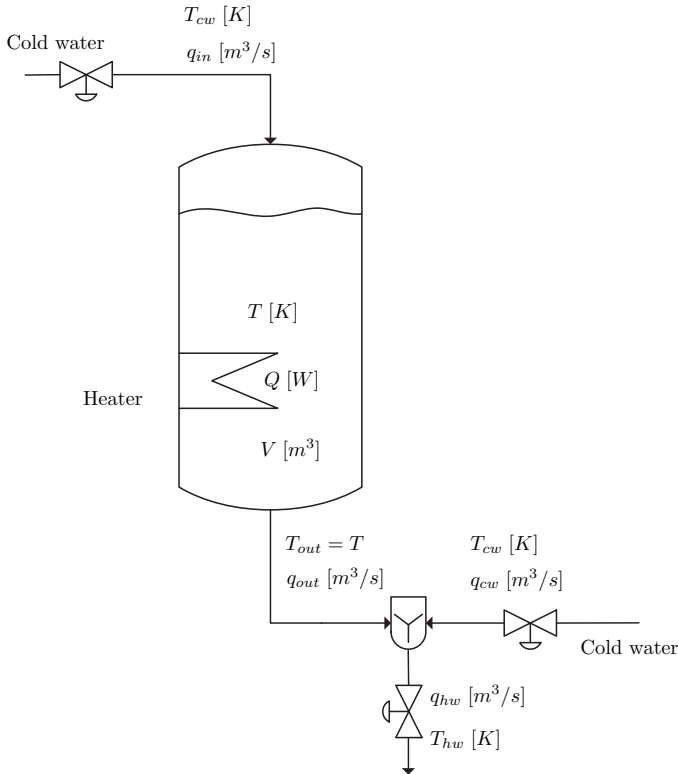 T_{cw} [K]
Cold water
q_{in} [m^3/s]
T [K]
Q [W]
Heater
V [m^3]
T_{out} = T
q_{out} [m^3/s]
T_{cw} [K]
q_{cw} [m^3/s]
Cold water
q_{hw} [m^3/s]
T_{hw} [K]